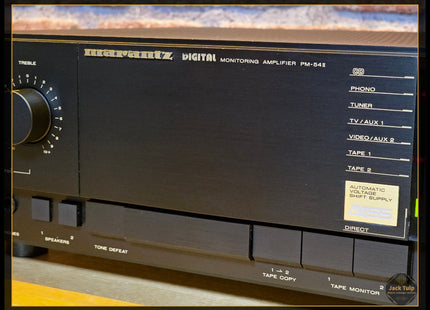 marantz DIGITAL MONITORING AMPLIFIER PM-54II
TREBLE
CD
PHONO
TUNER
TV/AUX 1
VIDEO/AUX 2
TAPE 1
TAPE 2
AUTOMATIC
VOLTAGE
SHIFT SUPPLY
DIRECT
1 2
SPEAKERS
TONE DEFEAT
1 2
TAPE COPY
1 2
TAPE MONITOR
Jack Tulp